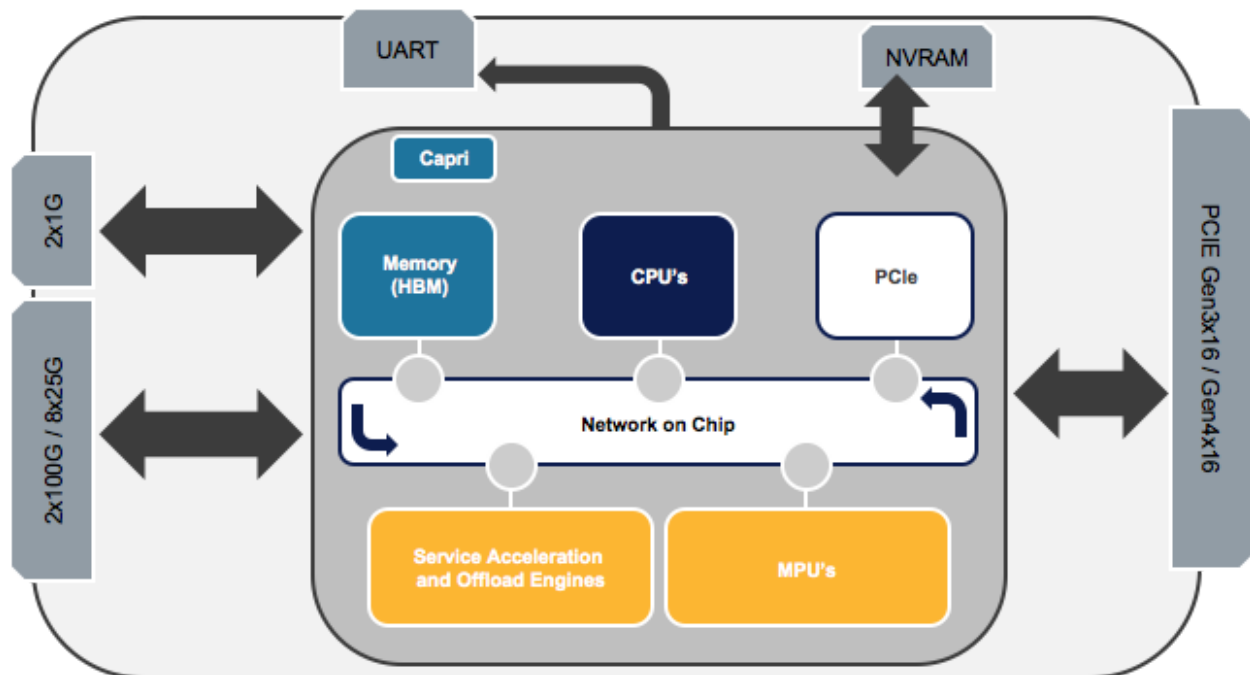 UART
NVRAM
Capri
2x1G
Memory
(HBM)
CPU's
PCIe
PCIE Gen3x16 / Gen4x16
2x100G / 8x25G
Network on Chip
Service Acceleration
and Offload Engines
MPU's